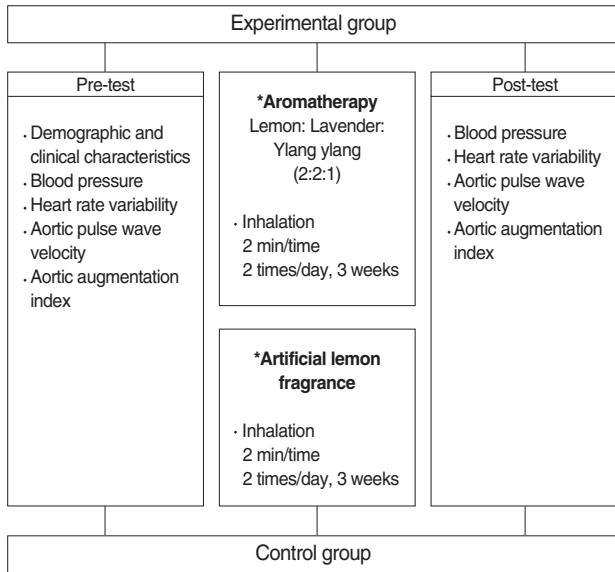 Experimental group
Pre-test
· Demographic and
clinical characteristics
· Blood pressure
· Heart rate variability
· Aortic pulse wave
velocity
· Aortic augmentation
index
*Aromatherapy
Lemon: Lavender:
Ylang ylang
(2:2:1)
· Inhalation
2 min/time
2 times/day, 3 weeks
*Artificial lemon
fragrance
· Inhalation
2 min/time
2 times/day, 3 weeks
Post-test
· Blood pressure
· Heart rate variability
· Aortic pulse wave
velocity
· Aortic augmentation
index
Control group